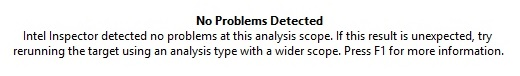 No Problems Detected
Intel Inspector detected no problems at this analysis scope. If this result is unexpected, try
rerunning the target using an analysis type with a wider scope. Press F1 for more information.